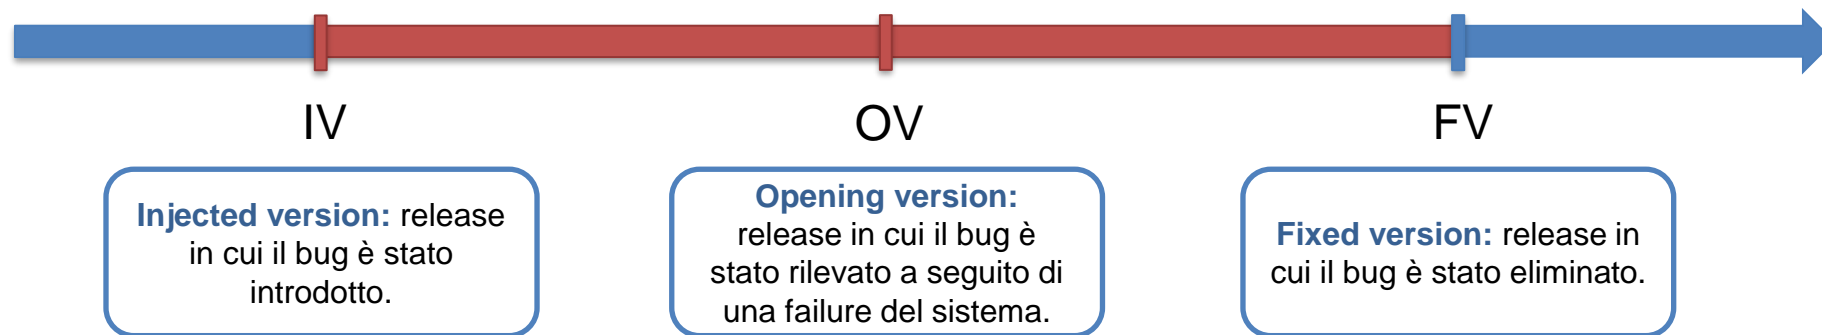 IV
OV
FV
Injected version: release
in cui il bug è stato
introdotto.
Opening version:
release in cui il bug è
stato rilevato a seguito di
una failure del sistema.
Fixed version: release in
cui il bug è stato eliminato.